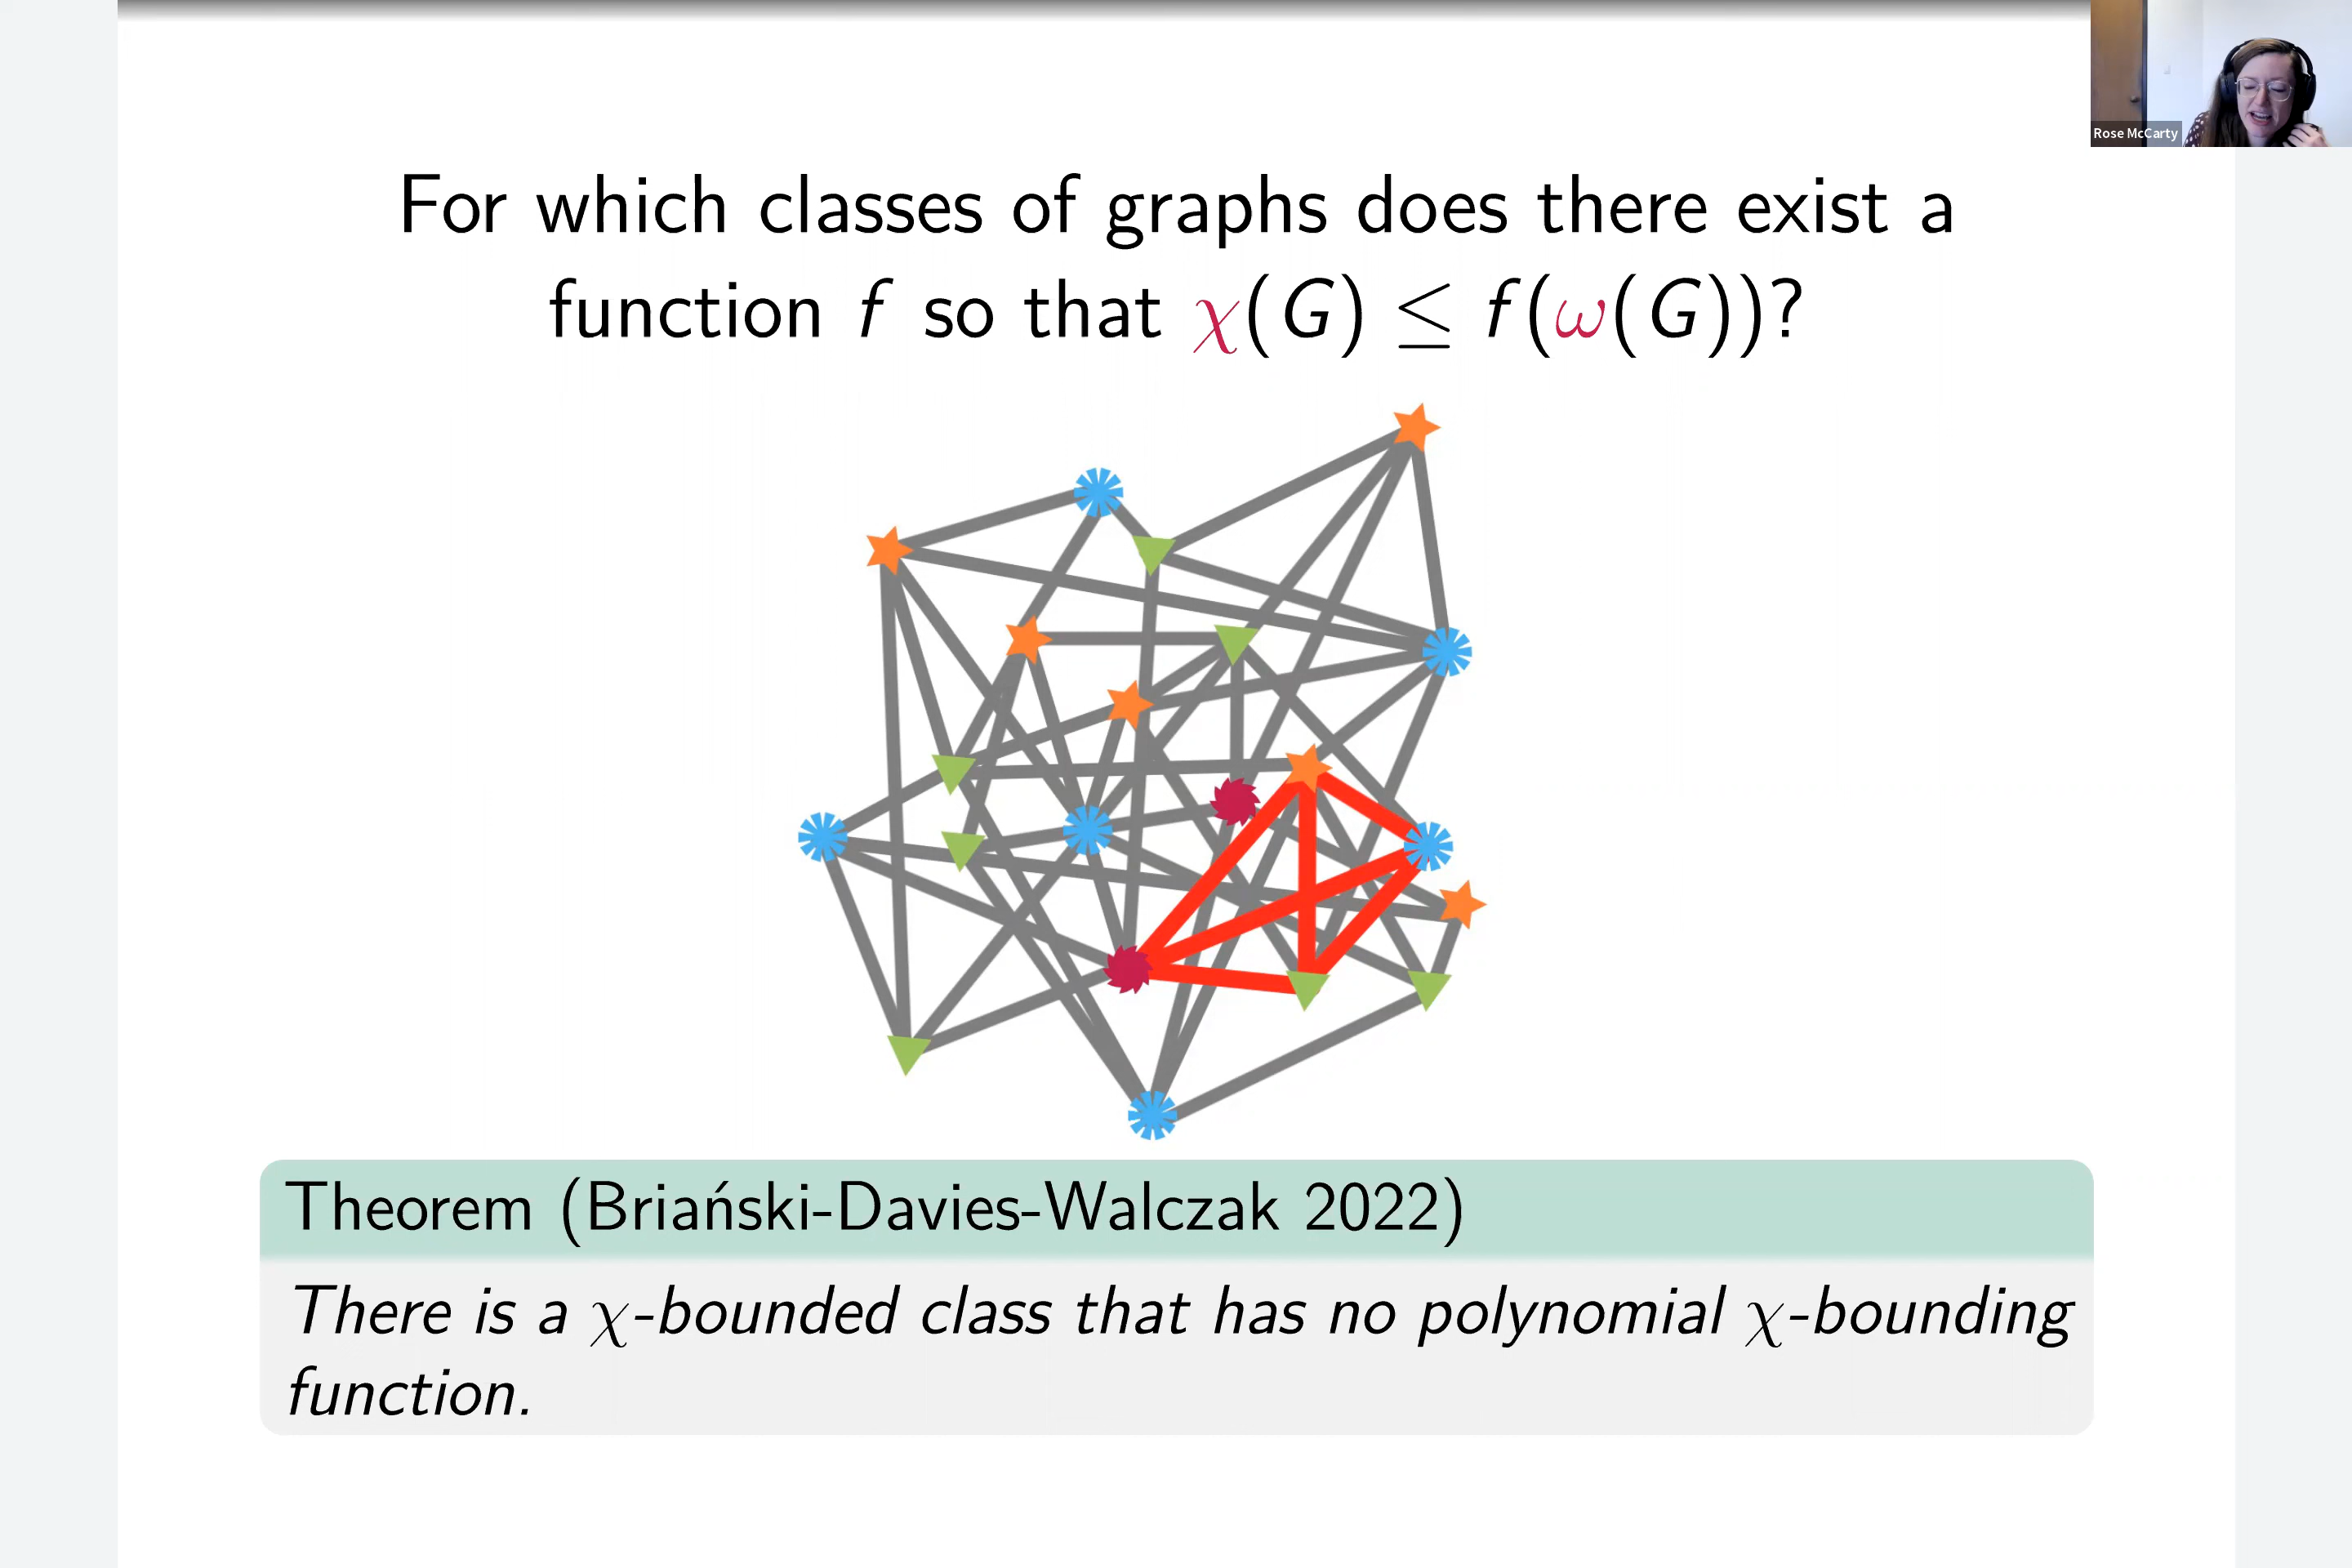 Rose McCarty
For which classes of graphs does there exist a
function f so that χ(G) ≤ f(ω(G))?
Theorem (Briański-Davies-Walczak 2022)
There is a χ-bounded class that has no polynomial χ-bounding
function.